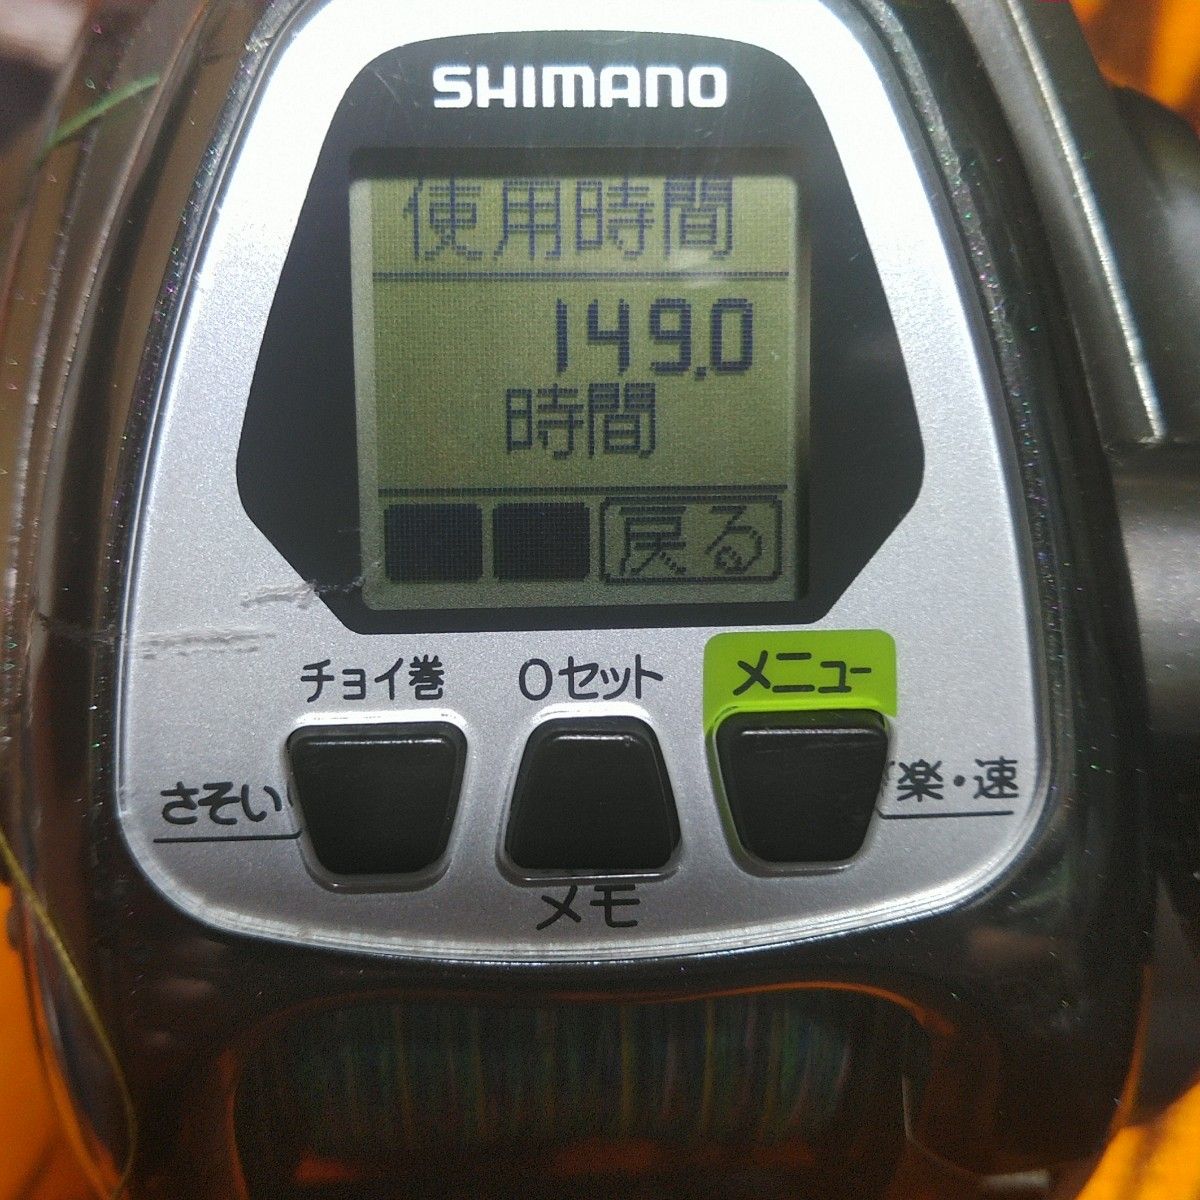 SHIMANO
使用時間
149.0
時間
戻る
チョイ巻 0セット メニュー
さそい 楽・速
メモ